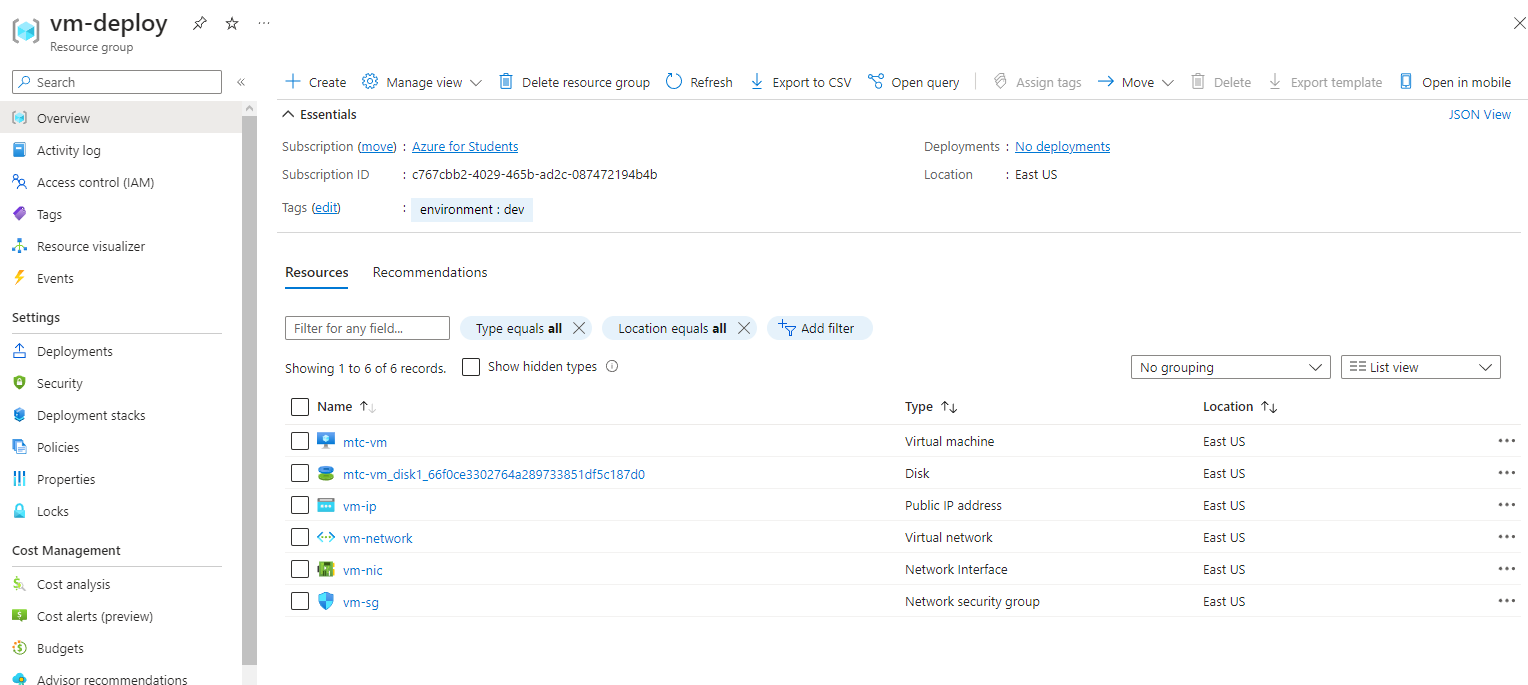 vm-deploy
Resource group
Search
Create
Manage view
Delete resource group
Refresh
Export to CSV
Open query
Assign tags
Move
Delete
Export template
Open in mobile
Overview
Activity log
Access control (IAM)
Tags
Resource visualizer
Events
Settings
Deployments
Security
Deployment stacks
Policies
Properties
Locks
Cost Management
Cost analysis
Cost alerts (preview)
Budgets
Advisor recommendations
Essentials
JSON View
Subscription (move) : Azure for Students
Deployments : No deployments
Subscription ID : c767cbb2-4029-465b-ad2c-087472194b4b
Location : East US
Tags (edit) : environment : dev
Resources Recommendations
Filter for any field...
Type equals all
Location equals all
Add filter
Showing 1 to 6 of 6 records.
Show hidden types
No grouping
List view
Name Type Location
mtc-vm Virtual machine East US
mtc-vm_disk1_66f0ce3302764a289733851df5c187d0 Disk East US
vm-ip Public IP address East US
vm-network Virtual network East US
vm-nic Network Interface East US
vm-sg Network security group East US